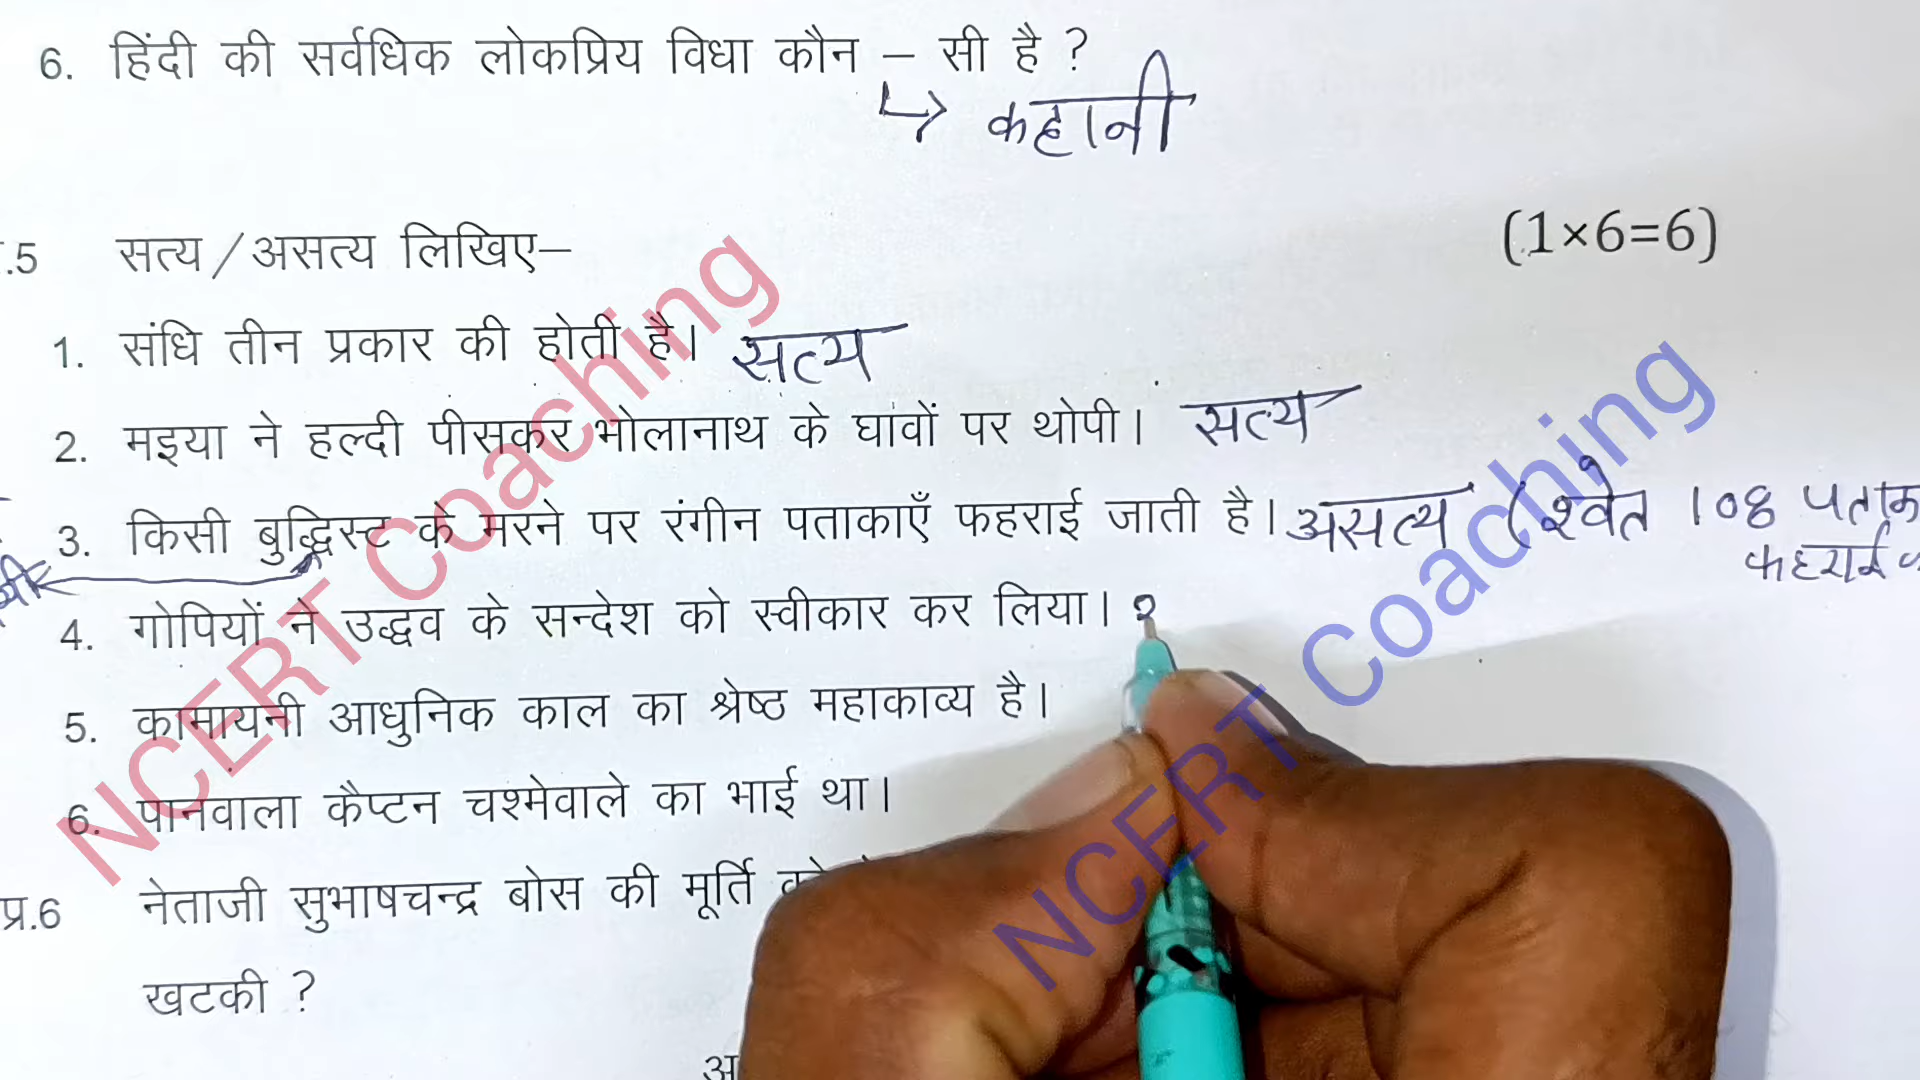 6. हिंदी की सर्वधिक लोकप्रिय विधा कौन – सी है ?
↳ कहानी
.5 सत्य / असत्य लिखिए– (1×6=6)
1. संधि तीन प्रकार की होती है। सत्य
2. मइया ने हल्दी पीसकर भोलानाथ के घावों पर थोपी। सत्य
3. किसी बुद्धिस्ट के मरने पर रंगीन पताकाएँ फहराई जाती है। असत्य (श्वेत 108 पताका
फहराई
4. गोपियों ने उद्धव के सन्देश को स्वीकार कर लिया।
5. कामायनी आधुनिक काल का श्रेष्ठ महाकाव्य है।
6. पानवाला कैप्टन चश्मेवाले का भाई था।
प्र.6 नेताजी सुभाषचन्द्र बोस की मूर्ति
खटकी ?
NCERT Coaching
NCERT Coaching